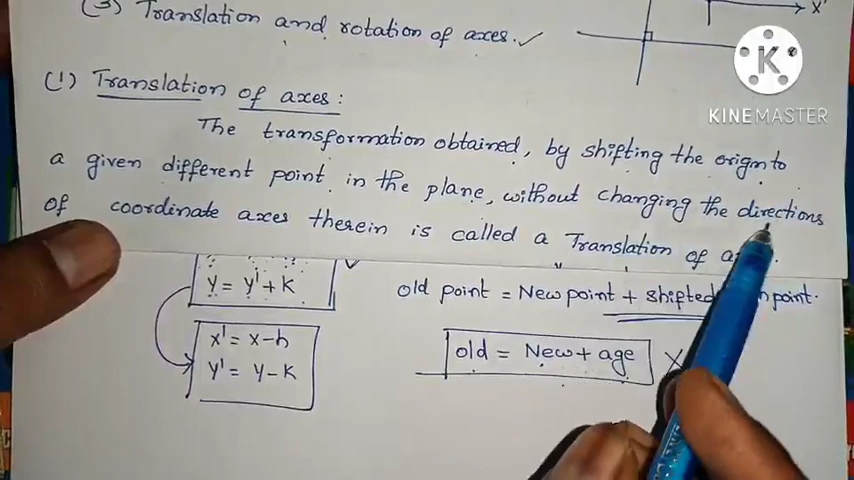 (3) Translation and rotation of axes. ✓
X'
K
KINEMASTER
(1) Translation of axes:
The transformation obtained, by shifting the orign to
a given different point in the plane, without changing the directions
of coordinate axes therein is called a Translation of
y = y' + k
old point = New point + shifted point.
x' = x - h
y' = y - k
old = New + age